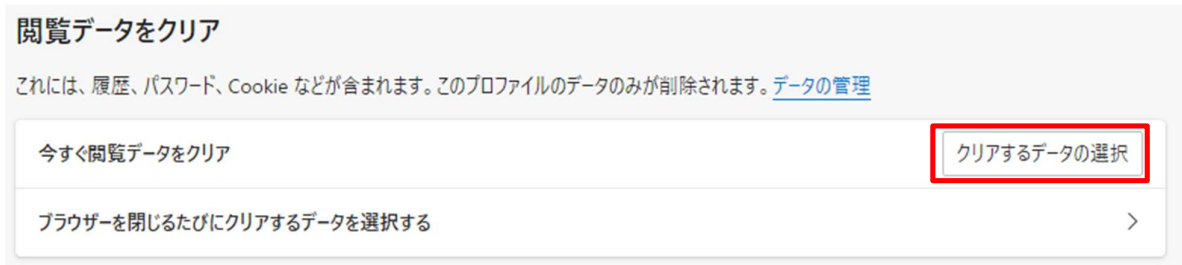 閲覧データをクリア
これには、履歴、パスワード、Cookie などが含まれます。このプロファイルのデータのみが削除されます。データの管理
今すぐ閲覧データをクリア
クリアするデータの選択
ブラウザーを閉じるたびにクリアするデータを選択する